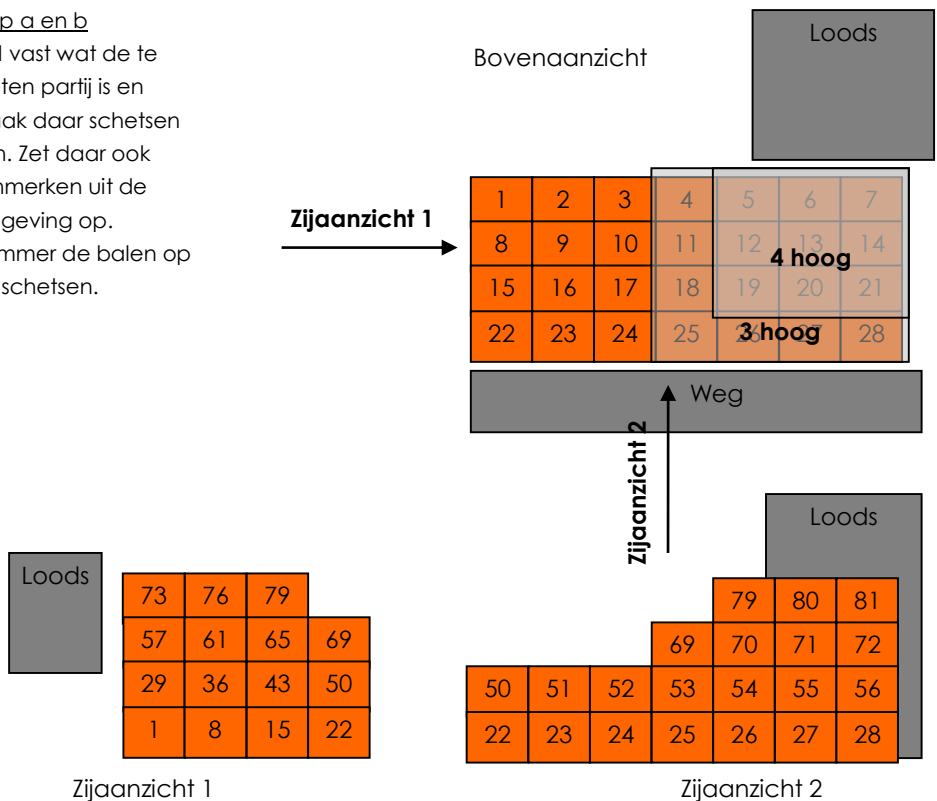 p a en b
vast wat de te
ten partij is en
ak daar schetsen
Zet daar ook
nmerken uit de
geving op.
mmer de balen op
schetsen.
Bovenaanzicht
Loods
Zijaanzicht 1
1 2 3 4 5 6 7
8 9 10 11 12 13 14
4 hoog
15 16 17 18 19 20 21
22 23 24 25 26 27 28
3 hoog
Weg
Zijaanzicht 2
Loods
73 76 79
57 61 65 69
29 36 43 50
1 8 15 22
Zijaanzicht 1
Loods
79 80 81
69 70 71 72
50 51 52 53 54 55 56
22 23 24 25 26 27 28
Zijaanzicht 2